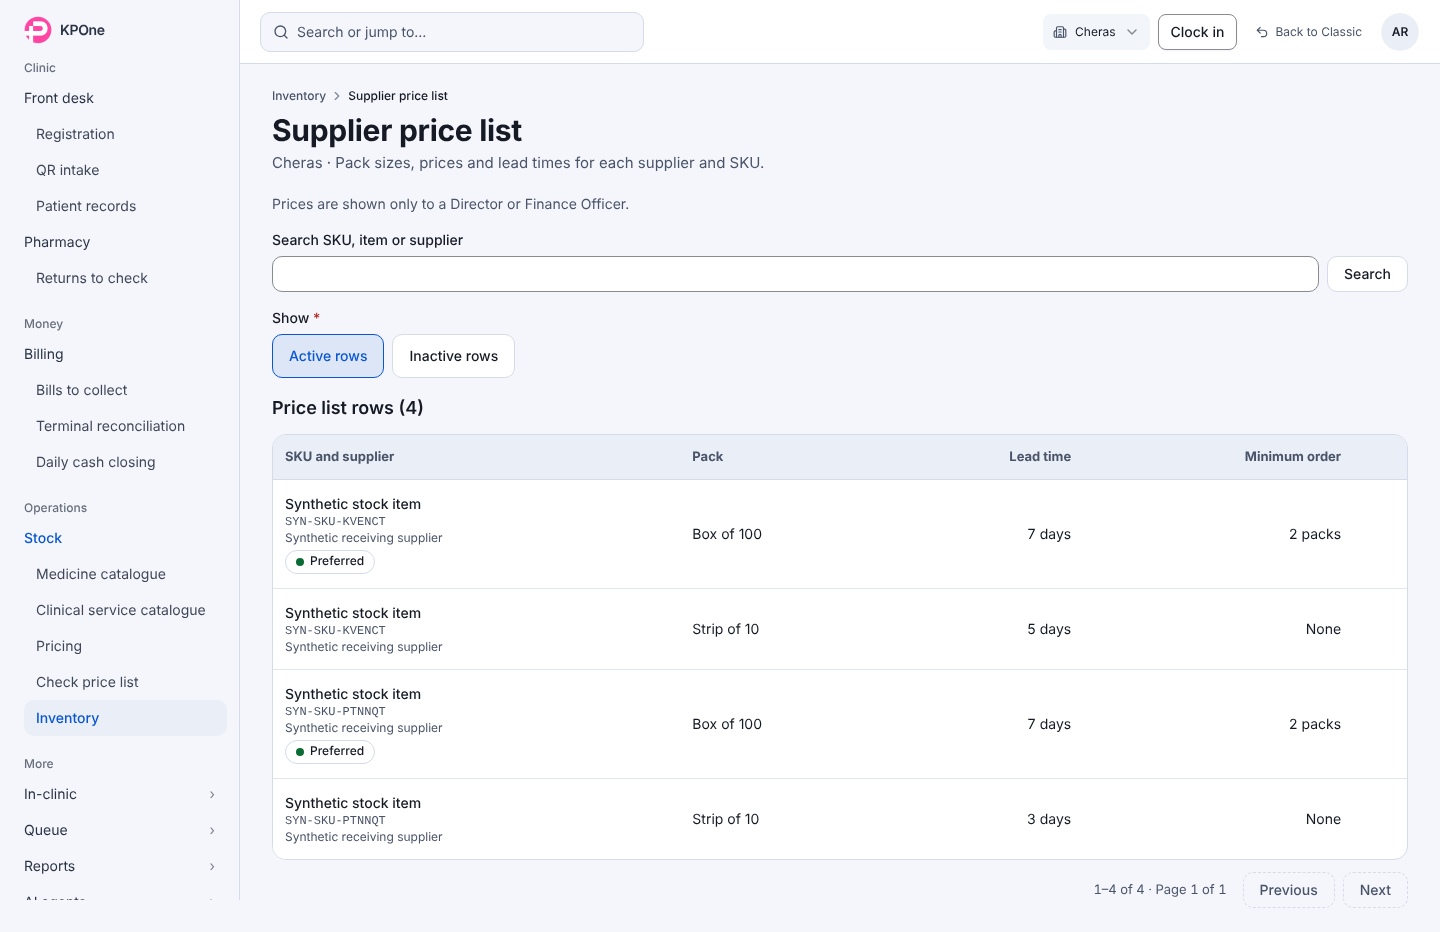 KPOne
Search or jump to...
Cheras
Clock in
Back to Classic
AR
Clinic
Front desk
Registration
QR intake
Patient records
Pharmacy
Returns to check
Money
Billing
Bills to collect
Terminal reconciliation
Daily cash closing
Operations
Stock
Medicine catalogue
Clinical service catalogue
Pricing
Check price list
Inventory
More
In-clinic
Queue
Reports
Inventory > Supplier price list
Supplier price list
Cheras · Pack sizes, prices and lead times for each supplier and SKU.
Prices are shown only to a Director or Finance Officer.
Search SKU, item or supplier
Search
Show *
Active rows
Inactive rows
Price list rows (4)
SKU and supplier Pack Lead time Minimum order
Synthetic stock item
SYN-SKU-KVENCT
Synthetic receiving supplier
Preferred
Box of 100 7 days 2 packs
Synthetic stock item
SYN-SKU-KVENCT
Synthetic receiving supplier
Strip of 10 5 days None
Synthetic stock item
SYN-SKU-PTNNQT
Synthetic receiving supplier
Preferred
Box of 100 7 days 2 packs
Synthetic stock item
SYN-SKU-PTNNQT
Synthetic receiving supplier
Strip of 10 3 days None
1–4 of 4 · Page 1 of 1
Previous
Next